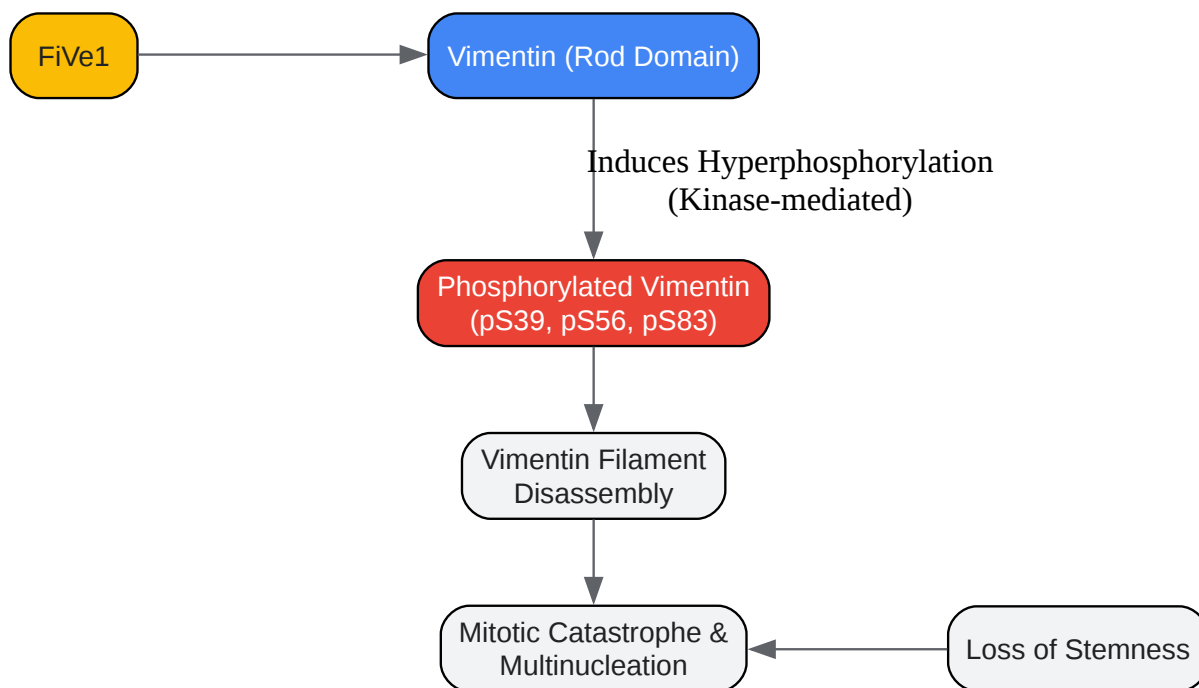 FiVe1
Vimentin (Rod Domain)
Induces Hyperphosphorylation
(Kinase-mediated)
Phosphorylated Vimentin
(pS39, pS56, pS83)
Vimentin Filament
Disassembly
Mitotic Catastrophe &
Multinucleation
Loss of Stemness